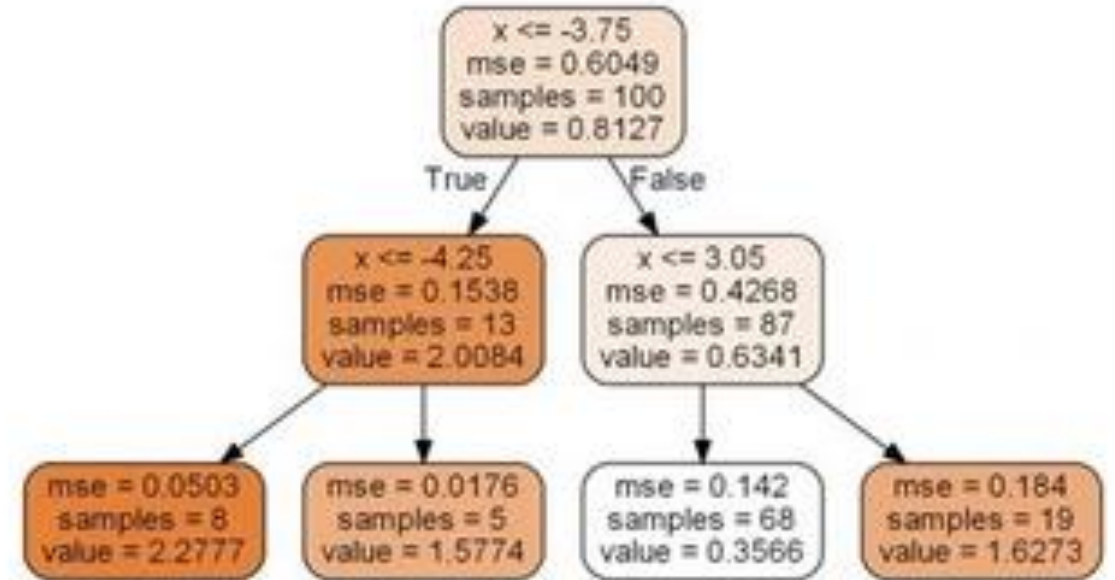 x <= -3.75
mse = 0.6049
samples = 100
value = 0.8127
True
False
x <= -4.25
mse = 0.1538
samples = 13
value = 2.0084
x <= 3.05
mse = 0.4268
samples = 87
value = 0.6341
mse = 0.0503
samples = 8
value = 2.2777
mse = 0.0176
samples = 5
value = 1.5774
mse = 0.142
samples = 68
value = 0.3566
mse = 0.184
samples = 19
value = 1.6273